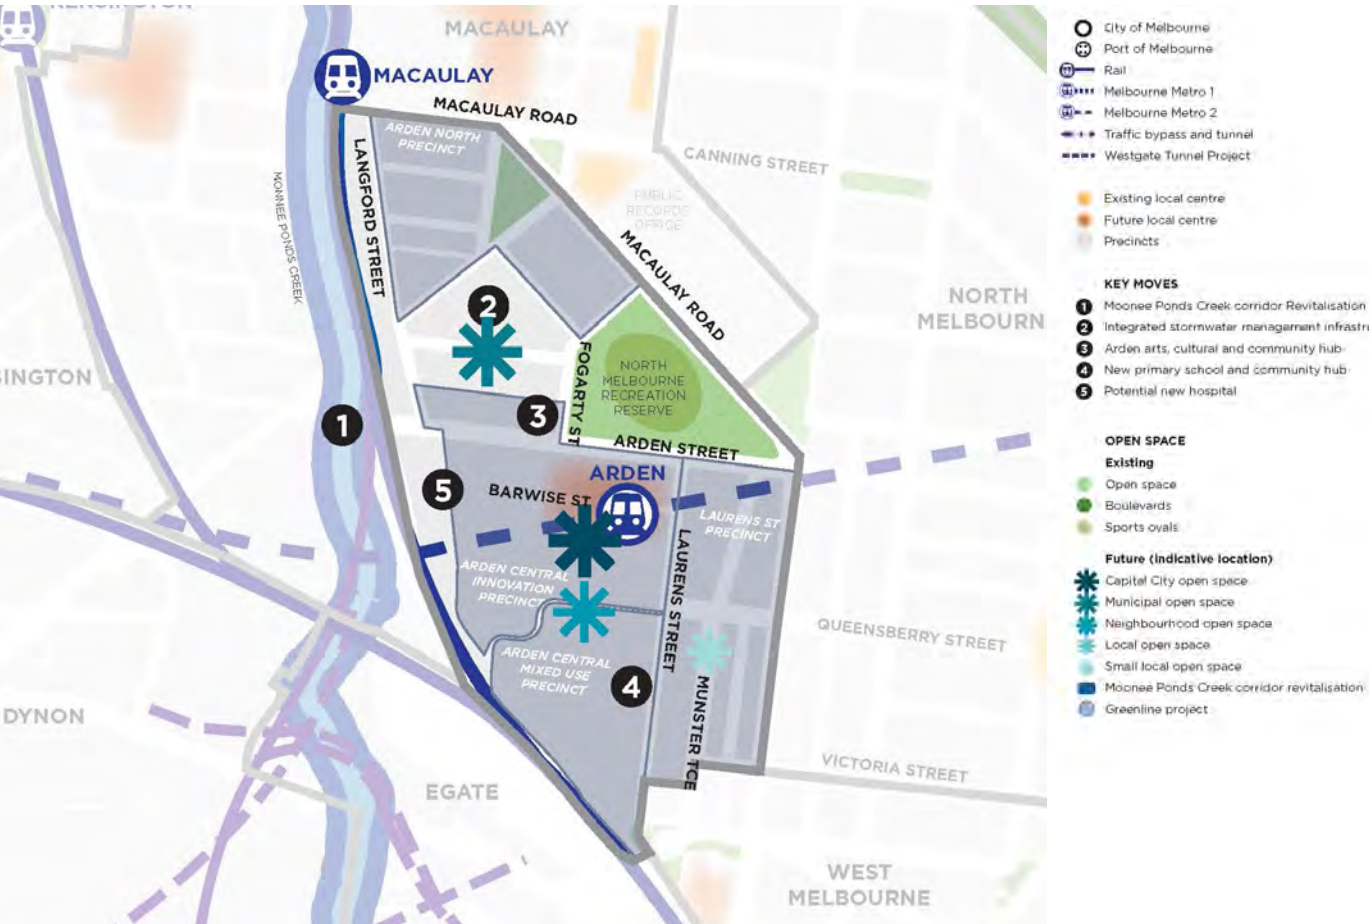 KENSINGTON
MACAULAY
MACAULAY
MACAULAY ROAD
ARDEN NORTH
PRECINCT
LANGFORD STREET
MONNEE PONDS CREEK
CANNING STREET
PUBLIC
RECORDS
OFFICE
MACAULAY ROAD
NORTH
MELBOURN
2
FOGARTY ST
NORTH
MELBOURNE
RECREATION
RESERVE
SINGTON
1
3
ARDEN STREET
ARDEN
5
BARWISE ST
LAURENS ST
PRECINCT
LAURENS STREET
ARDEN CENTRAL
INNOVATION
PRECINCT
QUEENSBERRY STREET
ARDEN CENTRAL
MIXED USE
PRECINCT
4
MUNSTER TCE
DYNON
EGATE
VICTORIA STREET
WEST
MELBOURNE
City of Melbourne
Port of Melbourne
Rail
Melbourne Metro 1
Melbourne Metro 2
Traffic bypass and tunnel
Westgate Tunnel Project
Existing local centre
Future local centre
Precincts
KEY MOVES
1 Moonee Ponds Creek corridor Revitalisation
2 Integrated stormwater management infrastru
3 Arden arts, cultural and community hub
4 New primary school and community hub
5 Potential new hospital
OPEN SPACE
Existing
Open space
Boulevards
Sports ovals
Future (indicative location)
Capital City open space
Municipal open space
Neighbourhood open space
Local open space
Small local open space
Moonee Ponds Creek corridor revitalisation
Greenline project